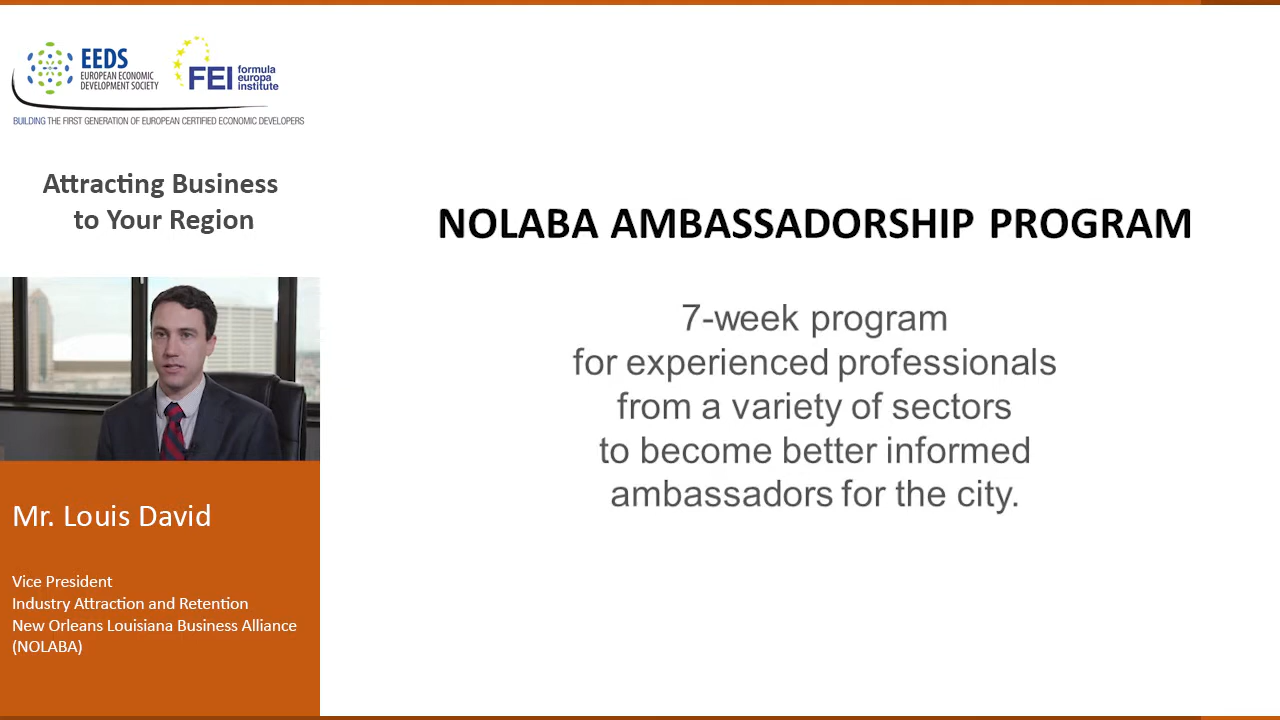 EEDS
EUROPEAN ECONOMIC
DEVELOPMENT SOCIETY
FEI formula
europa
institute
BUILDING THE FIRST GENERATION OF EUROPEAN CERTIFIED ECONOMIC DEVELOPERS
Attracting Business
to Your Region
Mr. Louis David
Vice President
Industry Attraction and Retention
New Orleans Louisiana Business Alliance
(NOLABA)
NOLABA AMBASSADORSHIP PROGRAM
7-week program
for experienced professionals
from a variety of sectors
to become better informed
ambassadors for the city.